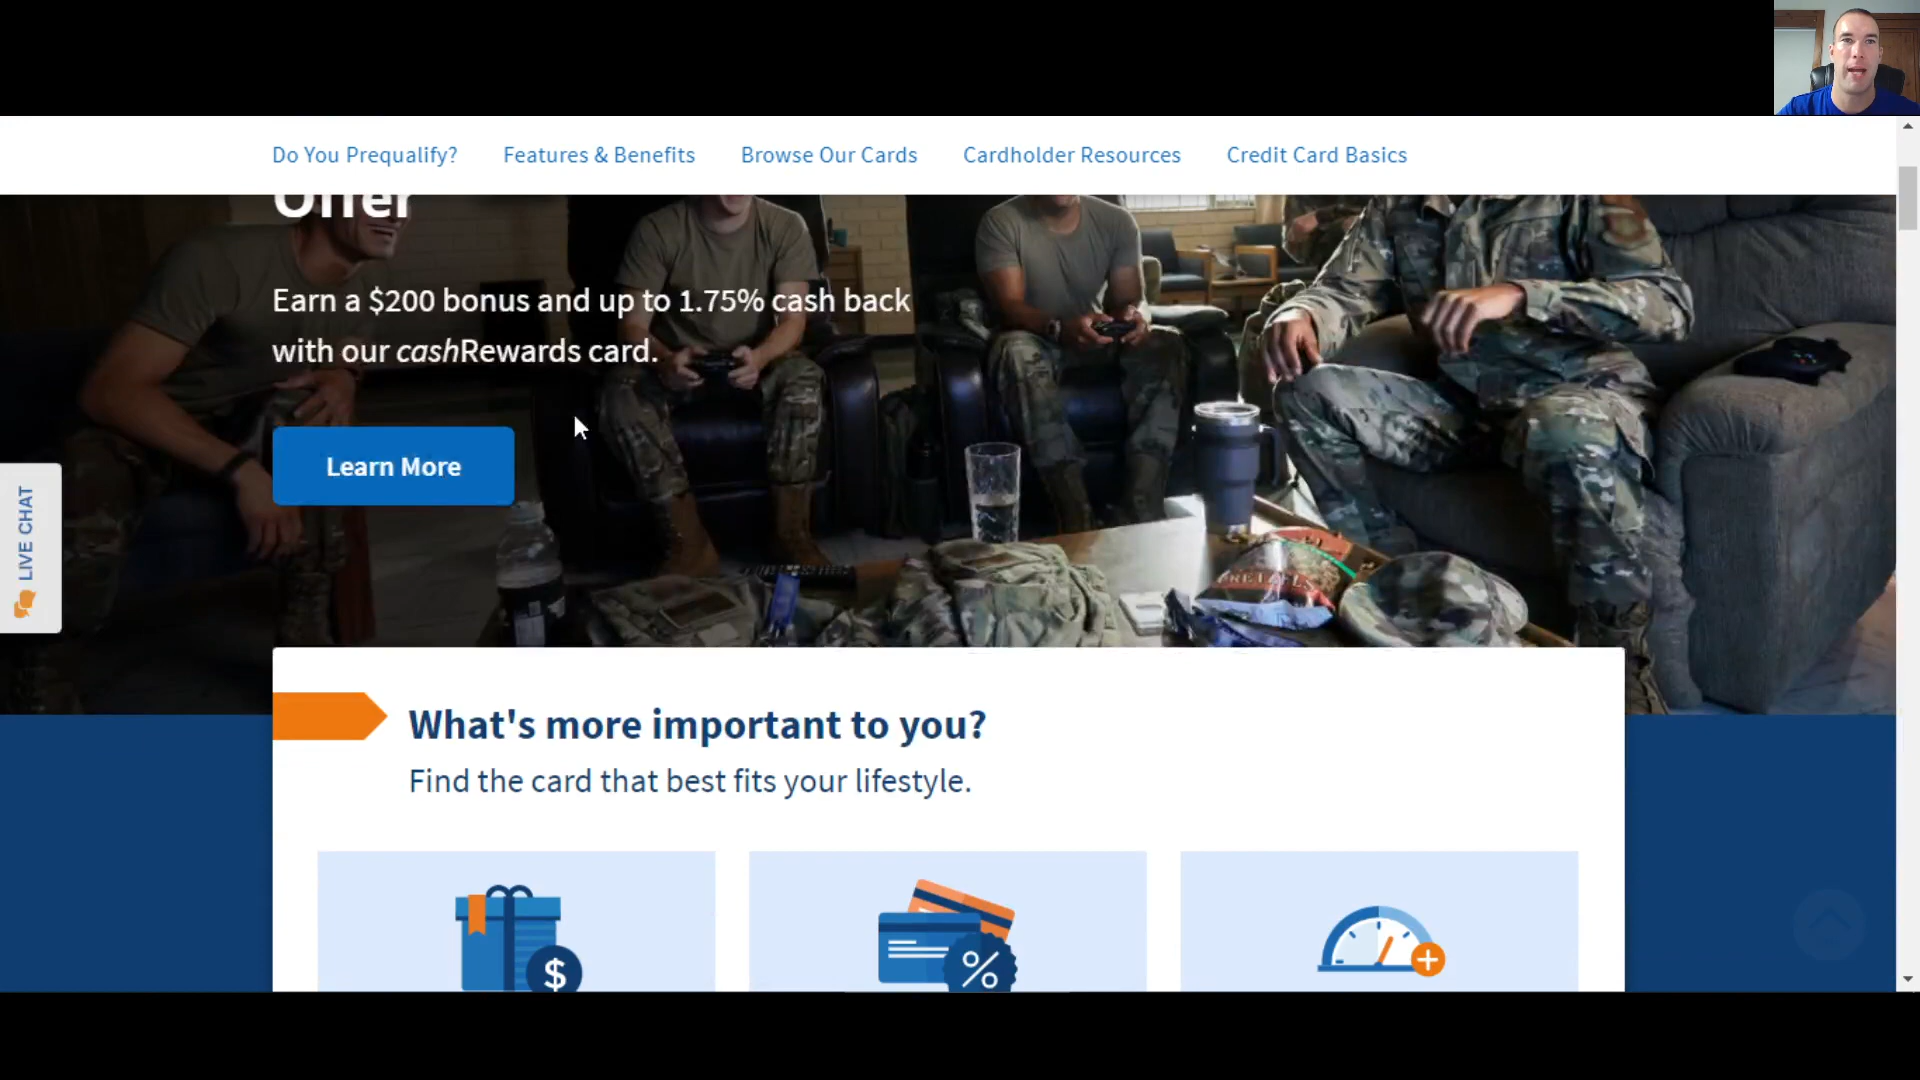 Do You Prequalify?
Features & Benefits
Browse Our Cards
Cardholder Resources
Credit Card Basics
Offer
Earn a $200 bonus and up to 1.75% cash back
with our cashRewards card.
Learn More
LIVE CHAT
PRETZELS
What's more important to you?
Find the card that best fits your lifestyle.
$
%
+